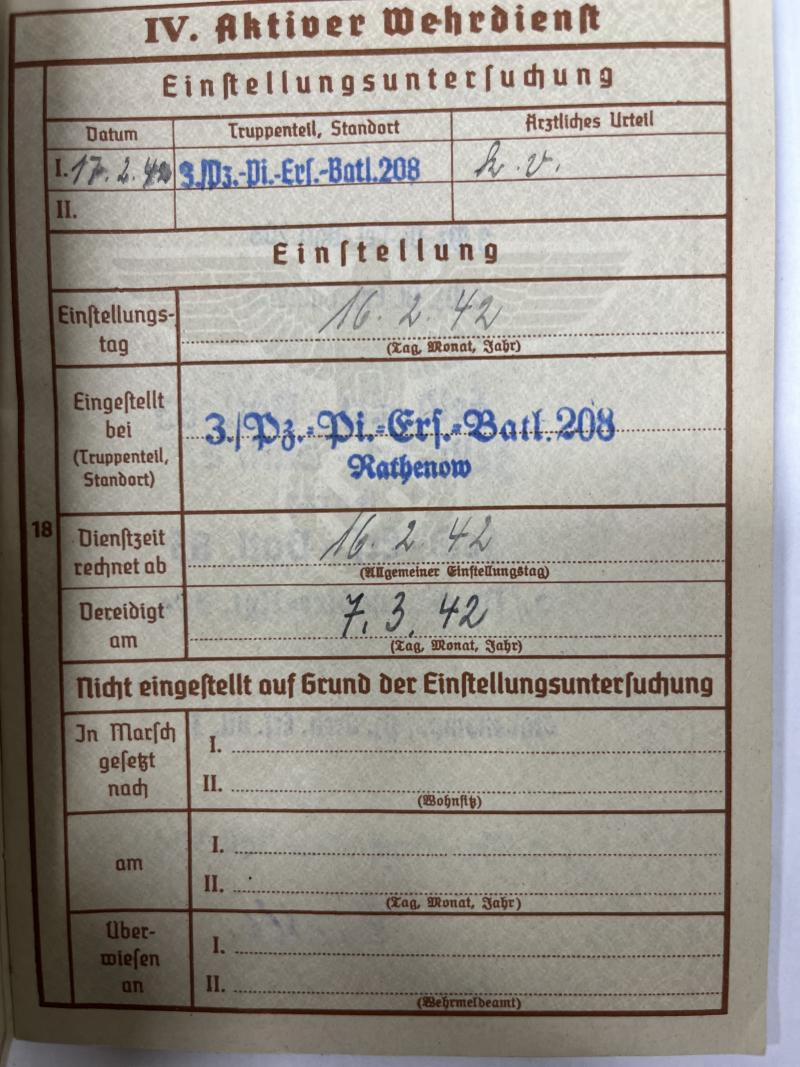 IV. Aktiver Wehrdienst
Einstellungsuntersuchung
Datum Truppenteil, Standort Ärztliches Urteil
I. 17. 2. 42 3./Pz.-Pi.-Ers.-Batl.208 k. v.
II.
Einstellung
Einstellungs-
tag
16. 2. 42
(Tag, Monat, Jahr)
Eingestellt
bei
(Truppenteil,
Standort)
3./Pz.-Pi.-Ers.-Batl.208
Rathenow
18
Dienstzeit
rechnet ab
16. 2. 42
(Allgemeiner Einstellungstag)
Vereidigt
am
7. 3. 42
(Tag, Monat, Jahr)
Nicht eingestellt auf Grund der Einstellungsuntersuchung
In Marsch
gesetzt
nach
I.
II.
(Wohnsitz)
am
I.
II.
(Tag, Monat, Jahr)
Über-
wiesen
an
I.
II.
(Wehrmeldeamt)